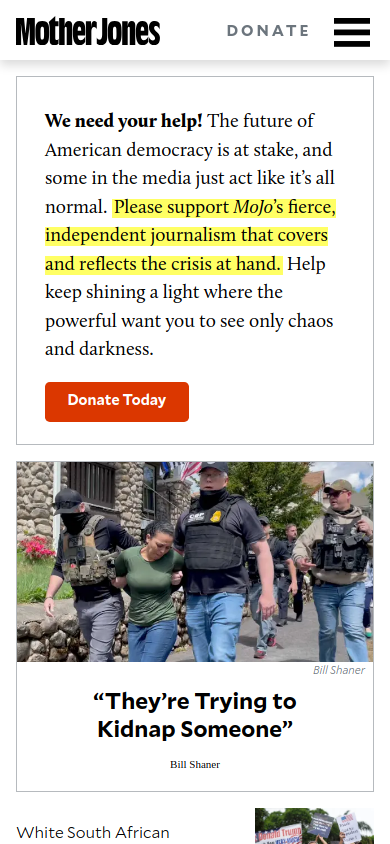 Mother Jones
DONATE
We need your help! The future of
American democracy is at stake, and
some in the media just act like it’s all
normal. Please support MoJo’s fierce,
independent journalism that covers
and reflects the crisis at hand. Help
keep shining a light where the
powerful want you to see only chaos
and darkness.
Donate Today
Bill Shaner
“They’re Trying to
Kidnap Someone”
Bill Shaner
White South African